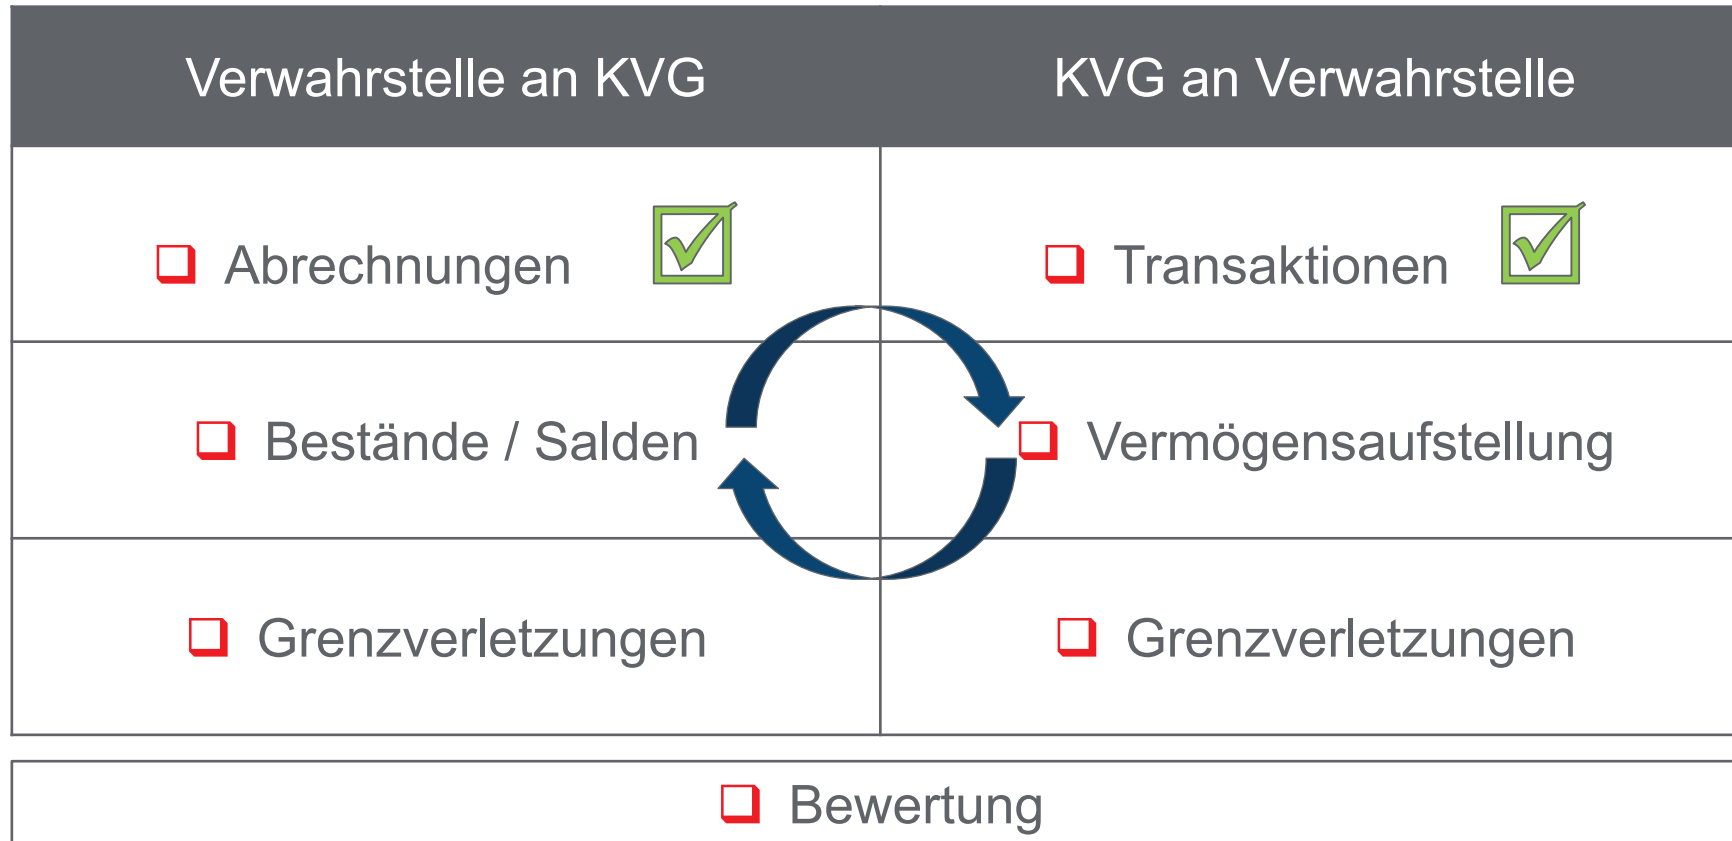 Verwahrstelle an KVG
KVG an Verwahrstelle
Abrechnungen
Transaktionen
Bestände / Salden
Vermögensaufstellung
Grenzverletzungen
Grenzverletzungen
Bewertung